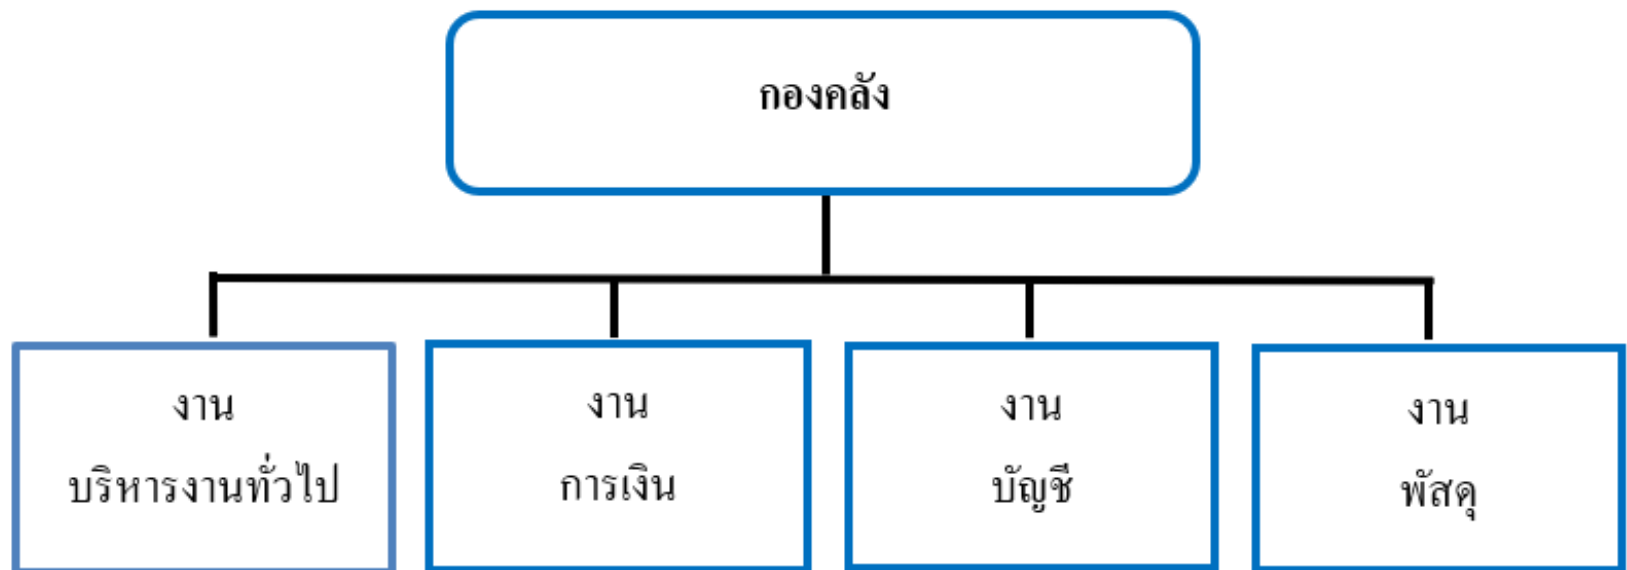 กองคลัง
งาน
บริหารงานทั่วไป
งาน
การเงิน
งาน
บัญชี
งาน
พัสดุ